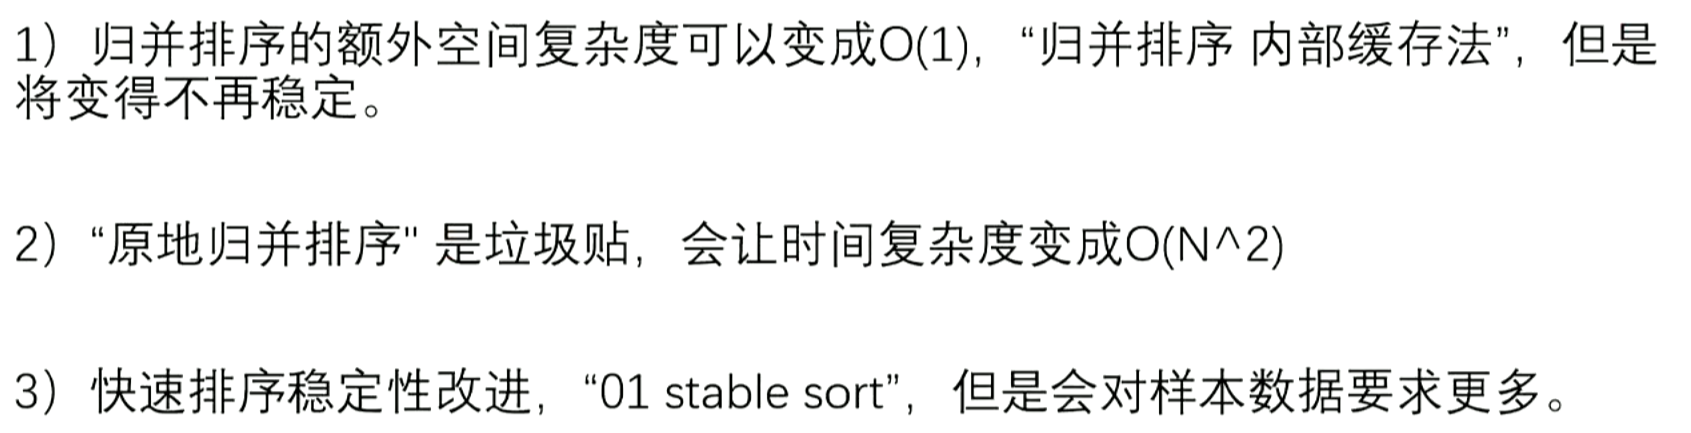 1）归并排序的额外空间复杂度可以变成O(1)，“归并排序 内部缓存法”，但是
将变得不再稳定。
2）“原地归并排序" 是垃圾贴，会让时间复杂度变成O(N^2)
3）快速排序稳定性改进，“01 stable sort”，但是会对样本数据要求更多。